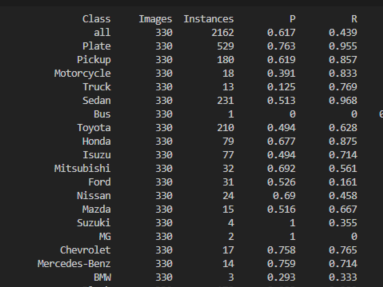 Class Images Instances P R
all 330 2162 0.617 0.439
Plate 330 529 0.763 0.955
Pickup 330 180 0.619 0.857
Motorcycle 330 18 0.391 0.833
Truck 330 13 0.125 0.769
Sedan 330 231 0.513 0.968
Bus 330 1 0 0
Toyota 330 210 0.494 0.628
Honda 330 79 0.677 0.875
Isuzu 330 77 0.494 0.714
Mitsubishi 330 32 0.692 0.561
Ford 330 31 0.526 0.161
Nissan 330 24 0.69 0.458
Mazda 330 15 0.516 0.667
Suzuki 330 4 1 0.355
MG 330 2 1 0
Chevrolet 330 17 0.758 0.765
Mercedes-Benz 330 14 0.759 0.714
BMW 330 3 0.293 0.333